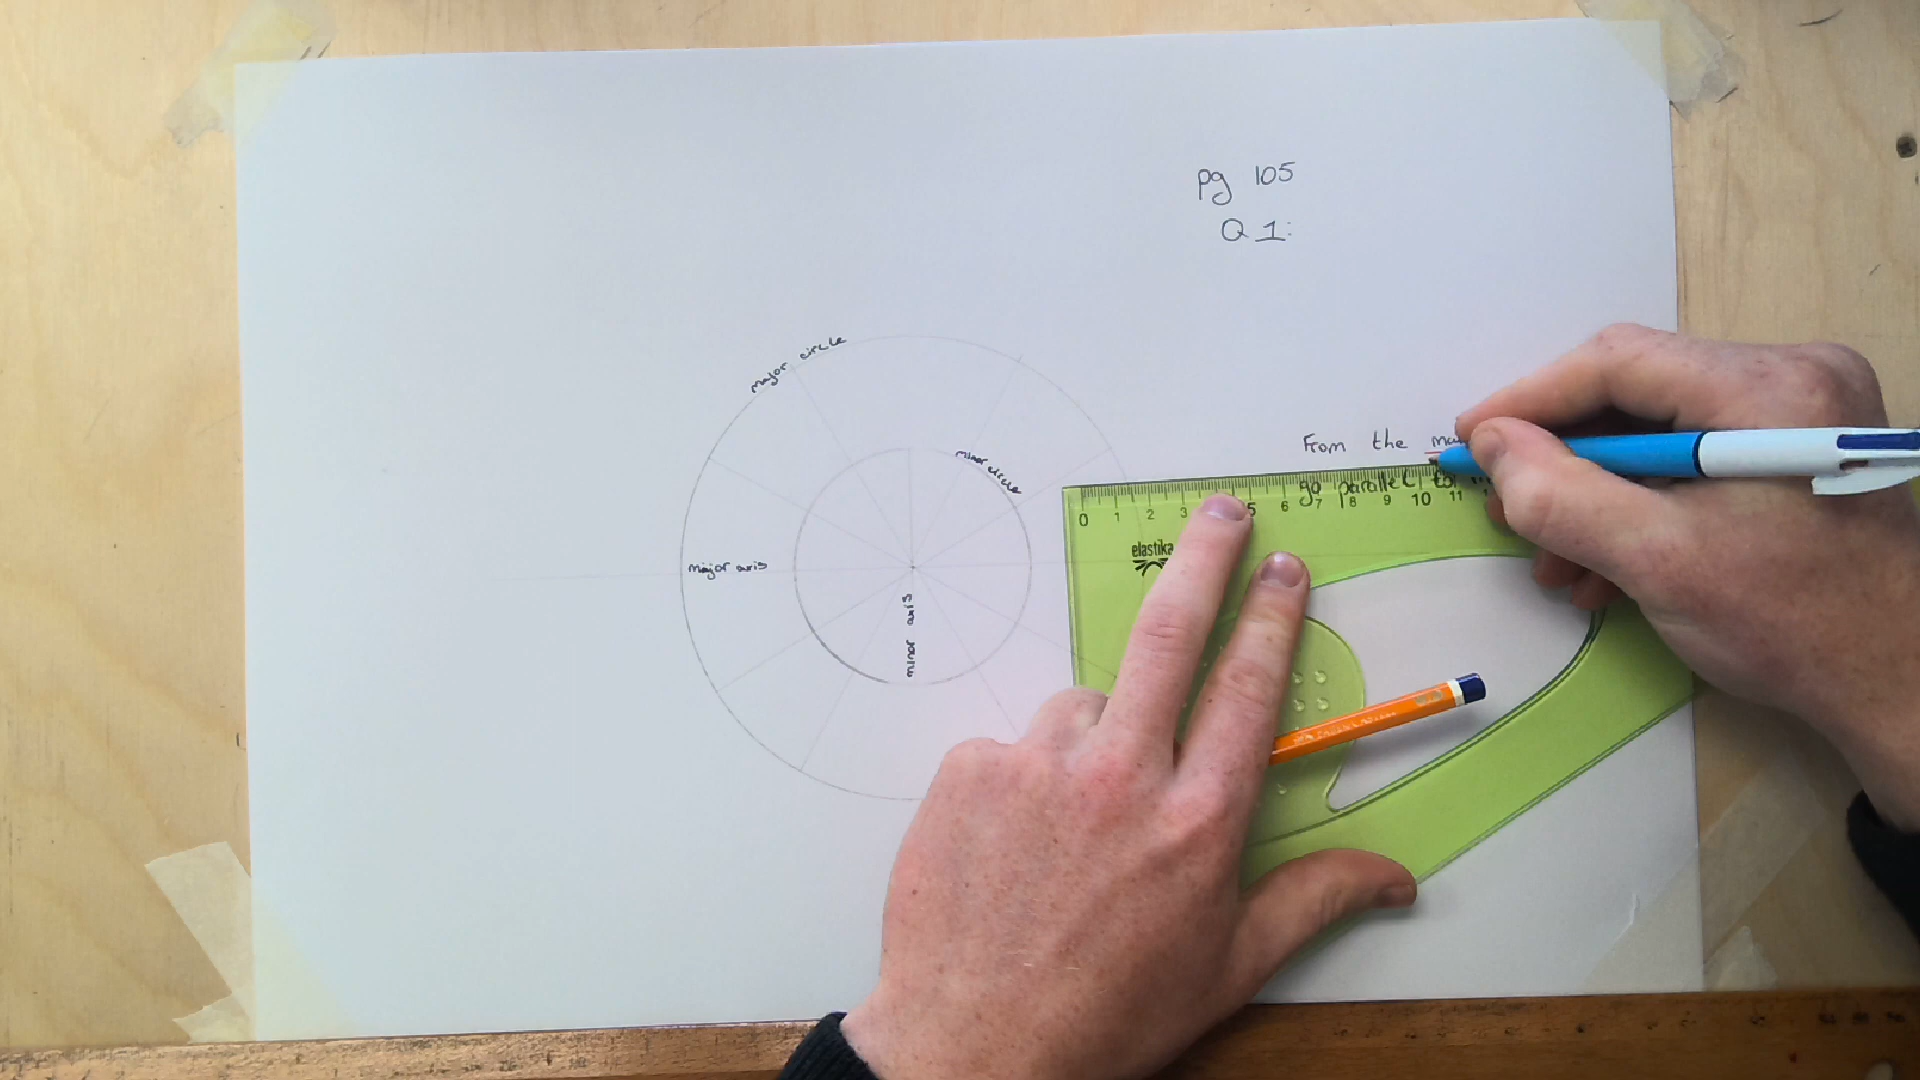 pg 105
Q 1:
major circle
minor circle
From the
go parallel to
0 1 2 3 5 6 7 8 9 10 11
elastika
major axis
minor axis